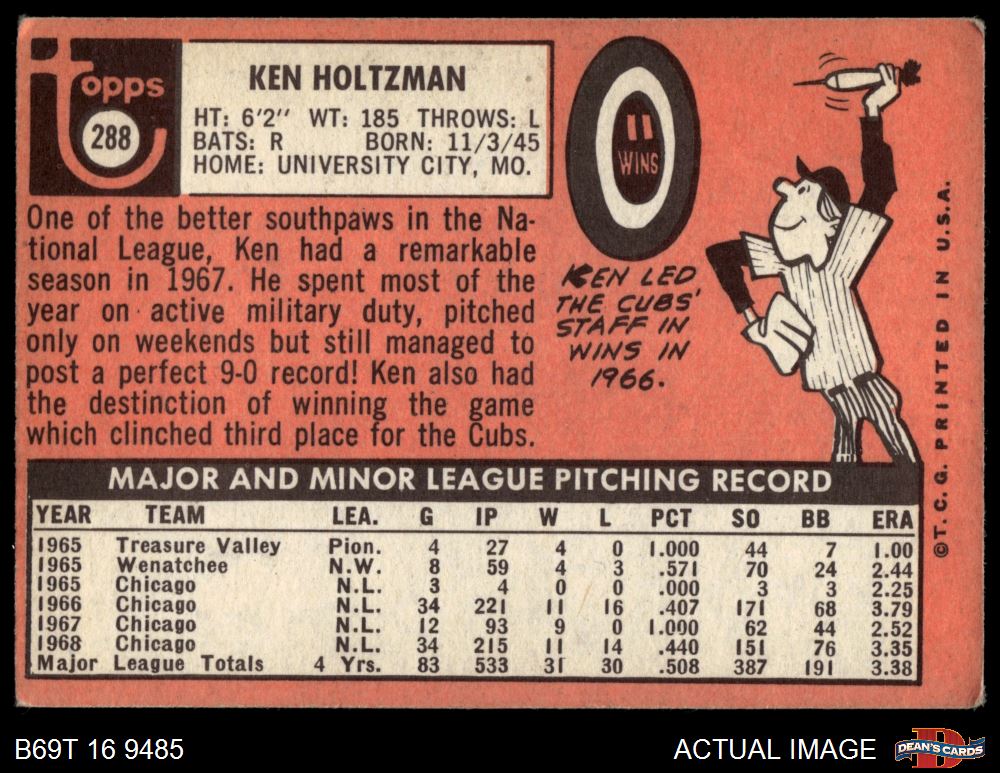 topps
288
KEN HOLTZMAN
HT: 6'2" WT: 185 THROWS: L
BATS: R BORN: 11/3/45
HOME: UNIVERSITY CITY, MO.
One of the better southpaws in the Na-
tional League, Ken had a remarkable
season in 1967. He spent most of the
year on active military duty, pitched
only on weekends but still managed to
post a perfect 9-0 record! Ken also had
the distinction of winning the game
which clinched third place for the Cubs.
11
WINS
KEN LED
THE CUBS'
STAFF IN
WINS IN
1966.
©T.C.G. PRINTED IN U.S.A.
MAJOR AND MINOR LEAGUE PITCHING RECORD
YEAR TEAM LEA. G IP W L PCT SO BB ERA
1965 Treasure Valley Pion. 4 27 4 0 1.000 44 7 1.00
1965 Wenatchee N.W. 8 59 4 3 .571 70 24 2.44
1965 Chicago N.L. 3 4 0 0 .000 3 3 2.25
1966 Chicago N.L. 34 221 11 16 .407 171 68 3.79
1967 Chicago N.L. 12 93 9 0 1.000 62 44 2.52
1968 Chicago N.L. 34 215 11 14 .440 151 76 3.35
Major League Totals 4 Yrs. 83 533 31 30 .508 387 191 3.38
B69T 16 9485
ACTUAL IMAGE
D
DEAN'S CARDS